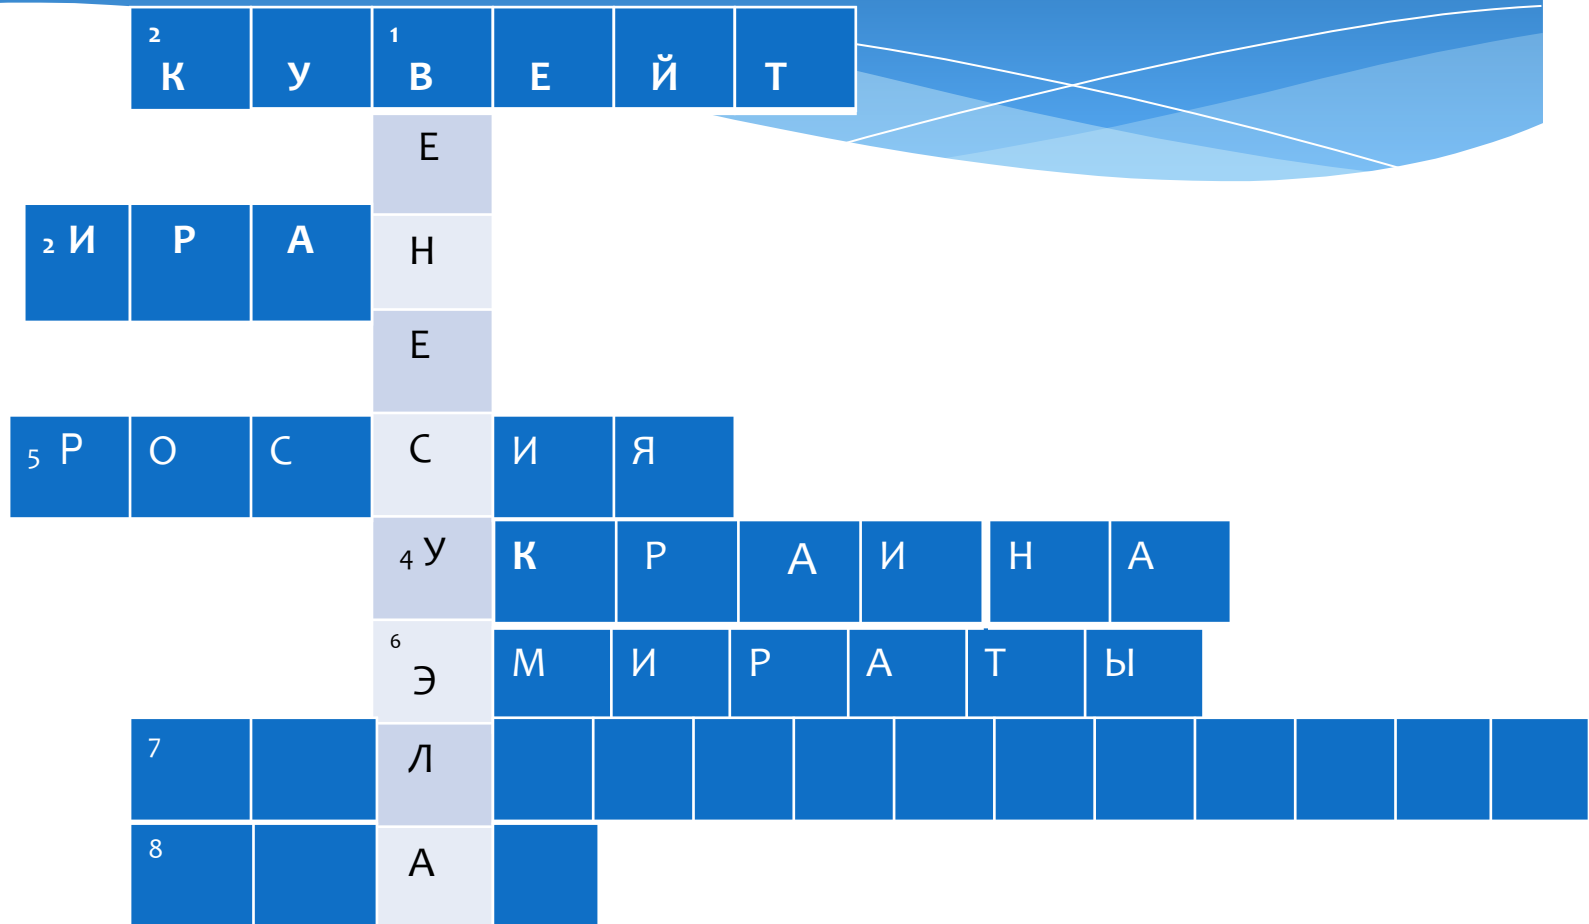 2 К У 1 В Е Й Т
Е
2 И Р А Н
Е
5 Р О С С И Я
4 У К Р А И Н А
6 Э М И Р А Т Ы
7 Л
8 А